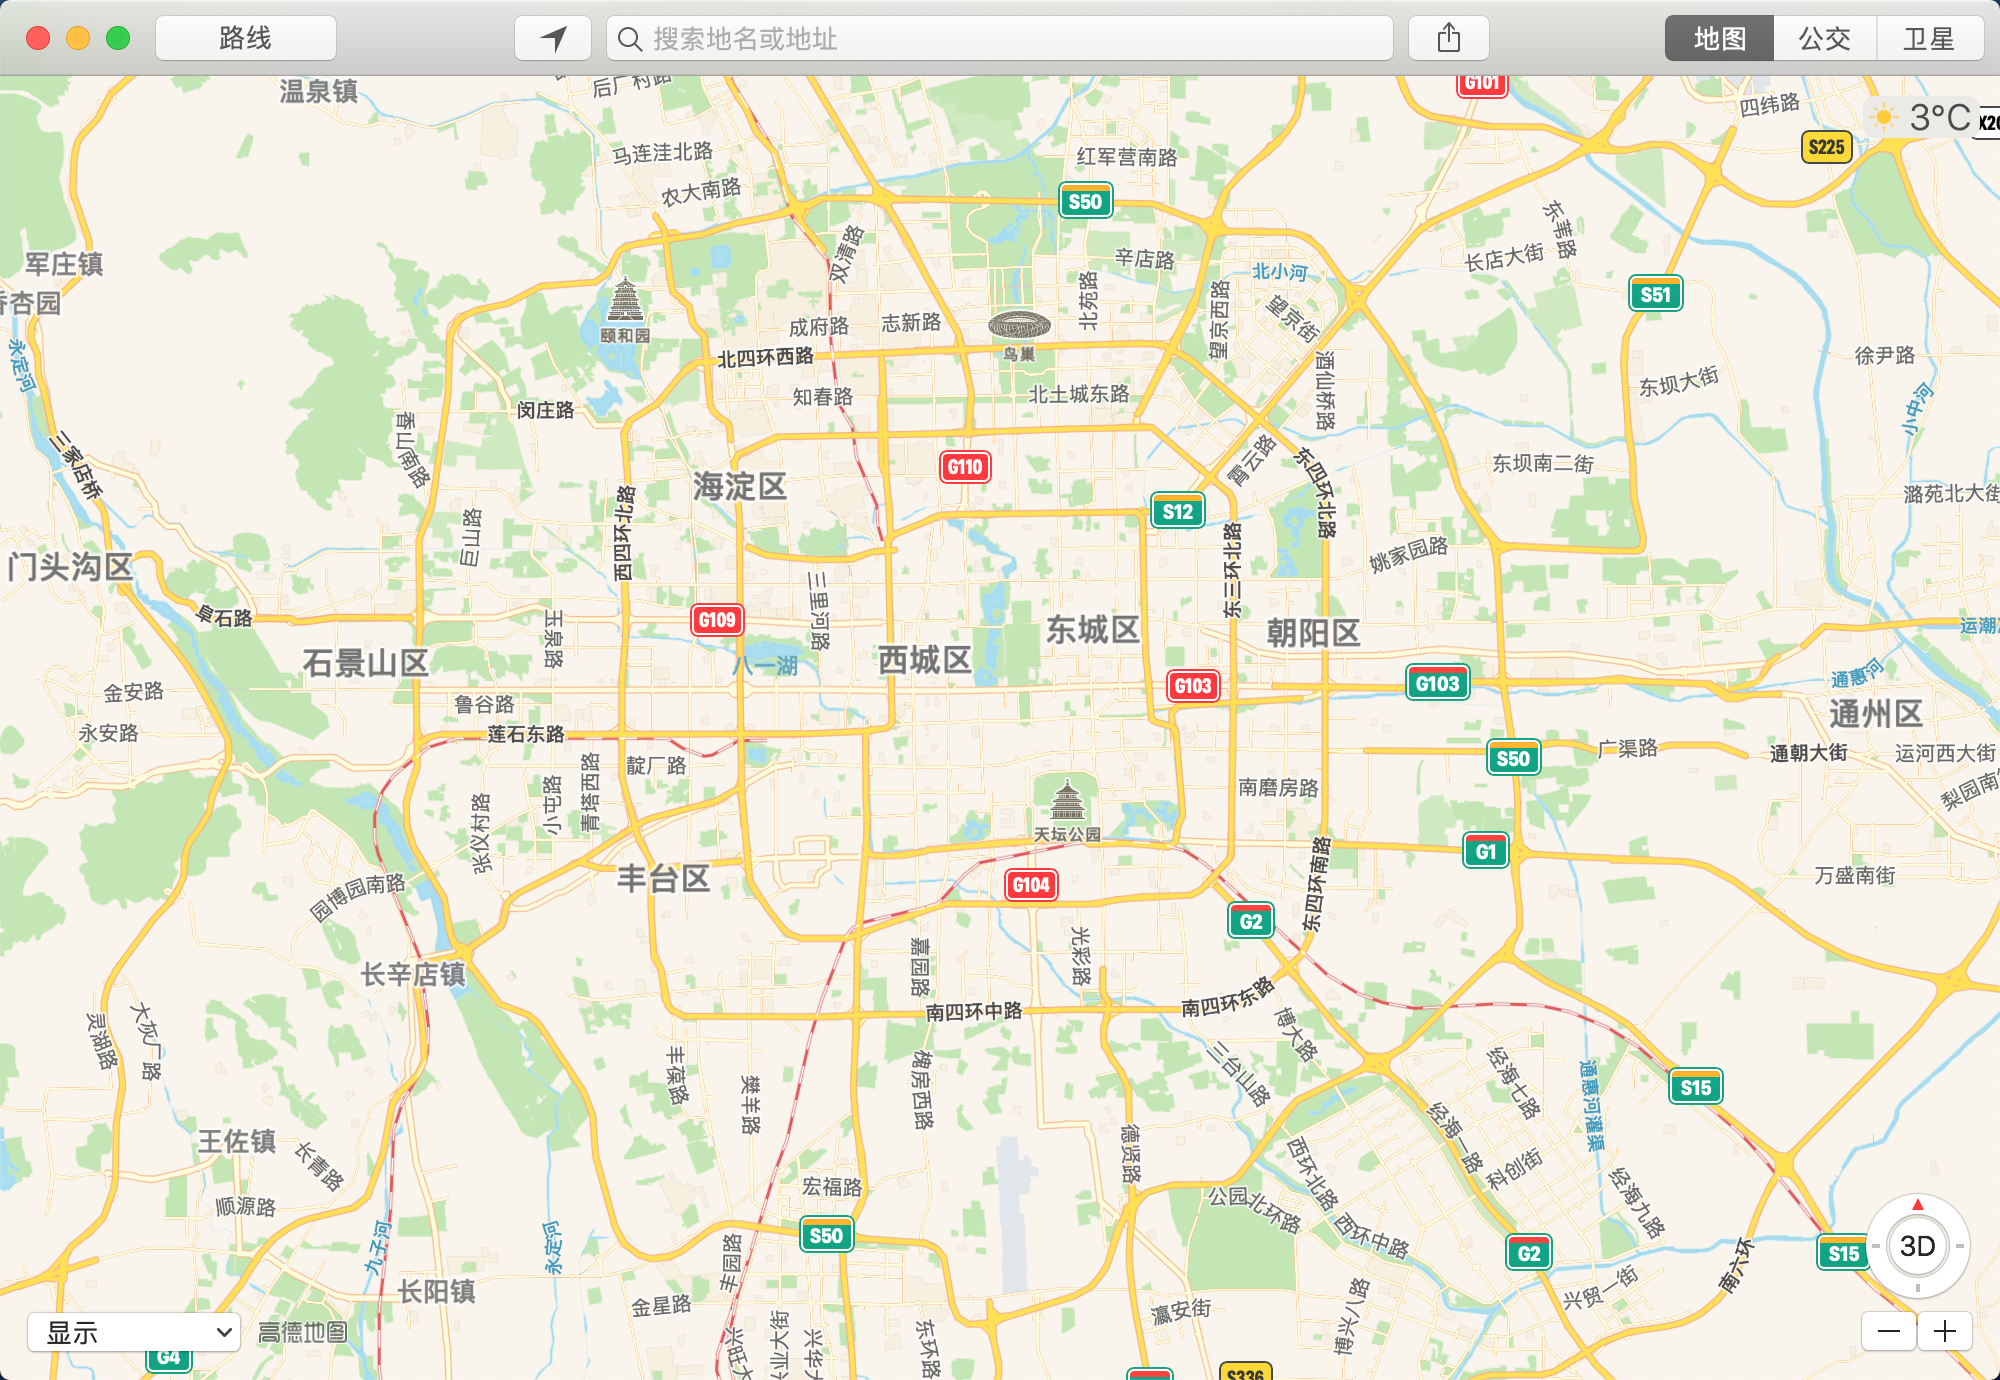 路线
搜索地名或地址
地图
公交
卫星
温泉镇
后厂村路
G101
四纬路
3°C
S225
马连洼北路
红军营南路
农大南路
S50
东苇路
双清路
辛店路
长店大街
军庄镇
香杏园
北小河
S51
颐和园
成府路
志新路
鸟巢
北苑路
望京西路
望京街
永定河
北四环西路
徐尹路
酒仙桥路
东坝大街
知春路
北土城东路
闵庄路
小中河
香山南路
三家店桥
霄云路
东四环北路
东坝南二街
G110
海淀区
潞苑北大街
S12
巨山路
西四环北路
东三环北路
姚家园路
门头沟区
阜石路
G109
三里河路
玉泉路
东城区
朝阳区
运潮
石景山区
八一湖
西城区
通惠河
金安路
G103
G103
鲁谷路
通州区
永安路
莲石东路
广渠路
通朝大街
运河西大街
S50
靛厂路
南磨房路
青塔西路
小屯路
梨园南
张仪村路
天坛公园
G1
东四环南路
丰台区
G104
万盛南街
园博园南路
G2
长辛店镇
嘉园路
光彩路
南四环中路
南四环东路
大灰厂路
灵湖路
博大路
三台山路
丰葆路
樊羊路
槐房西路
经海七路
通惠河灌渠
S15
经海一路
王佐镇
长青路
德贤路
西环北路
科创街
经海九路
顺源路
宏福路
公园北环路
S50
西环中路
九子河
永定河
丰园路
G2
南六环
S15
3D
长阳镇
金星路
瀛安街
兴贸一街
博兴八路
显示
高德地图
G4
东环路
S336